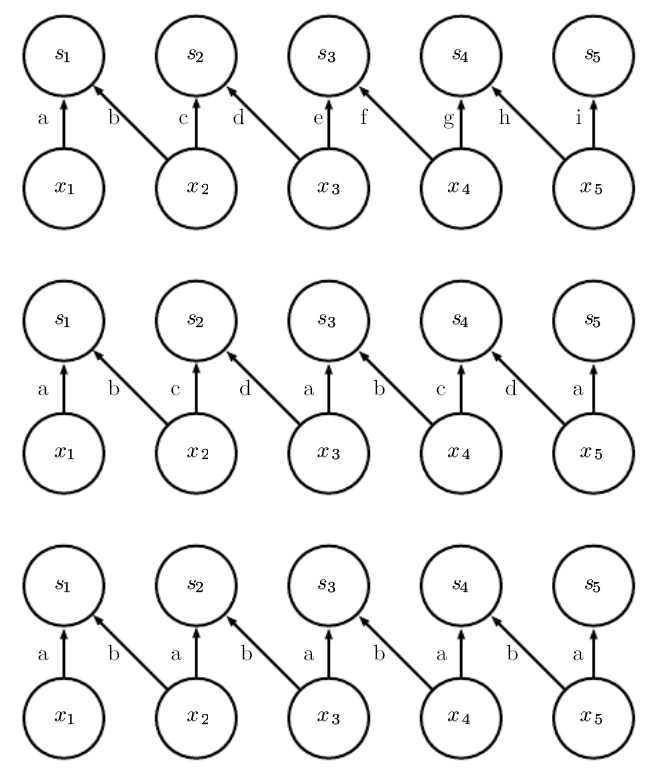 s₁ s₂ s₃ s₄ s₅
a b c d e f g h i
x₁ x₂ x₃ x₄ x₅
s₁ s₂ s₃ s₄ s₅
a b c d a b c d a
x₁ x₂ x₃ x₄ x₅
s₁ s₂ s₃ s₄ s₅
a b a b a b a b a
x₁ x₂ x₃ x₄ x₅